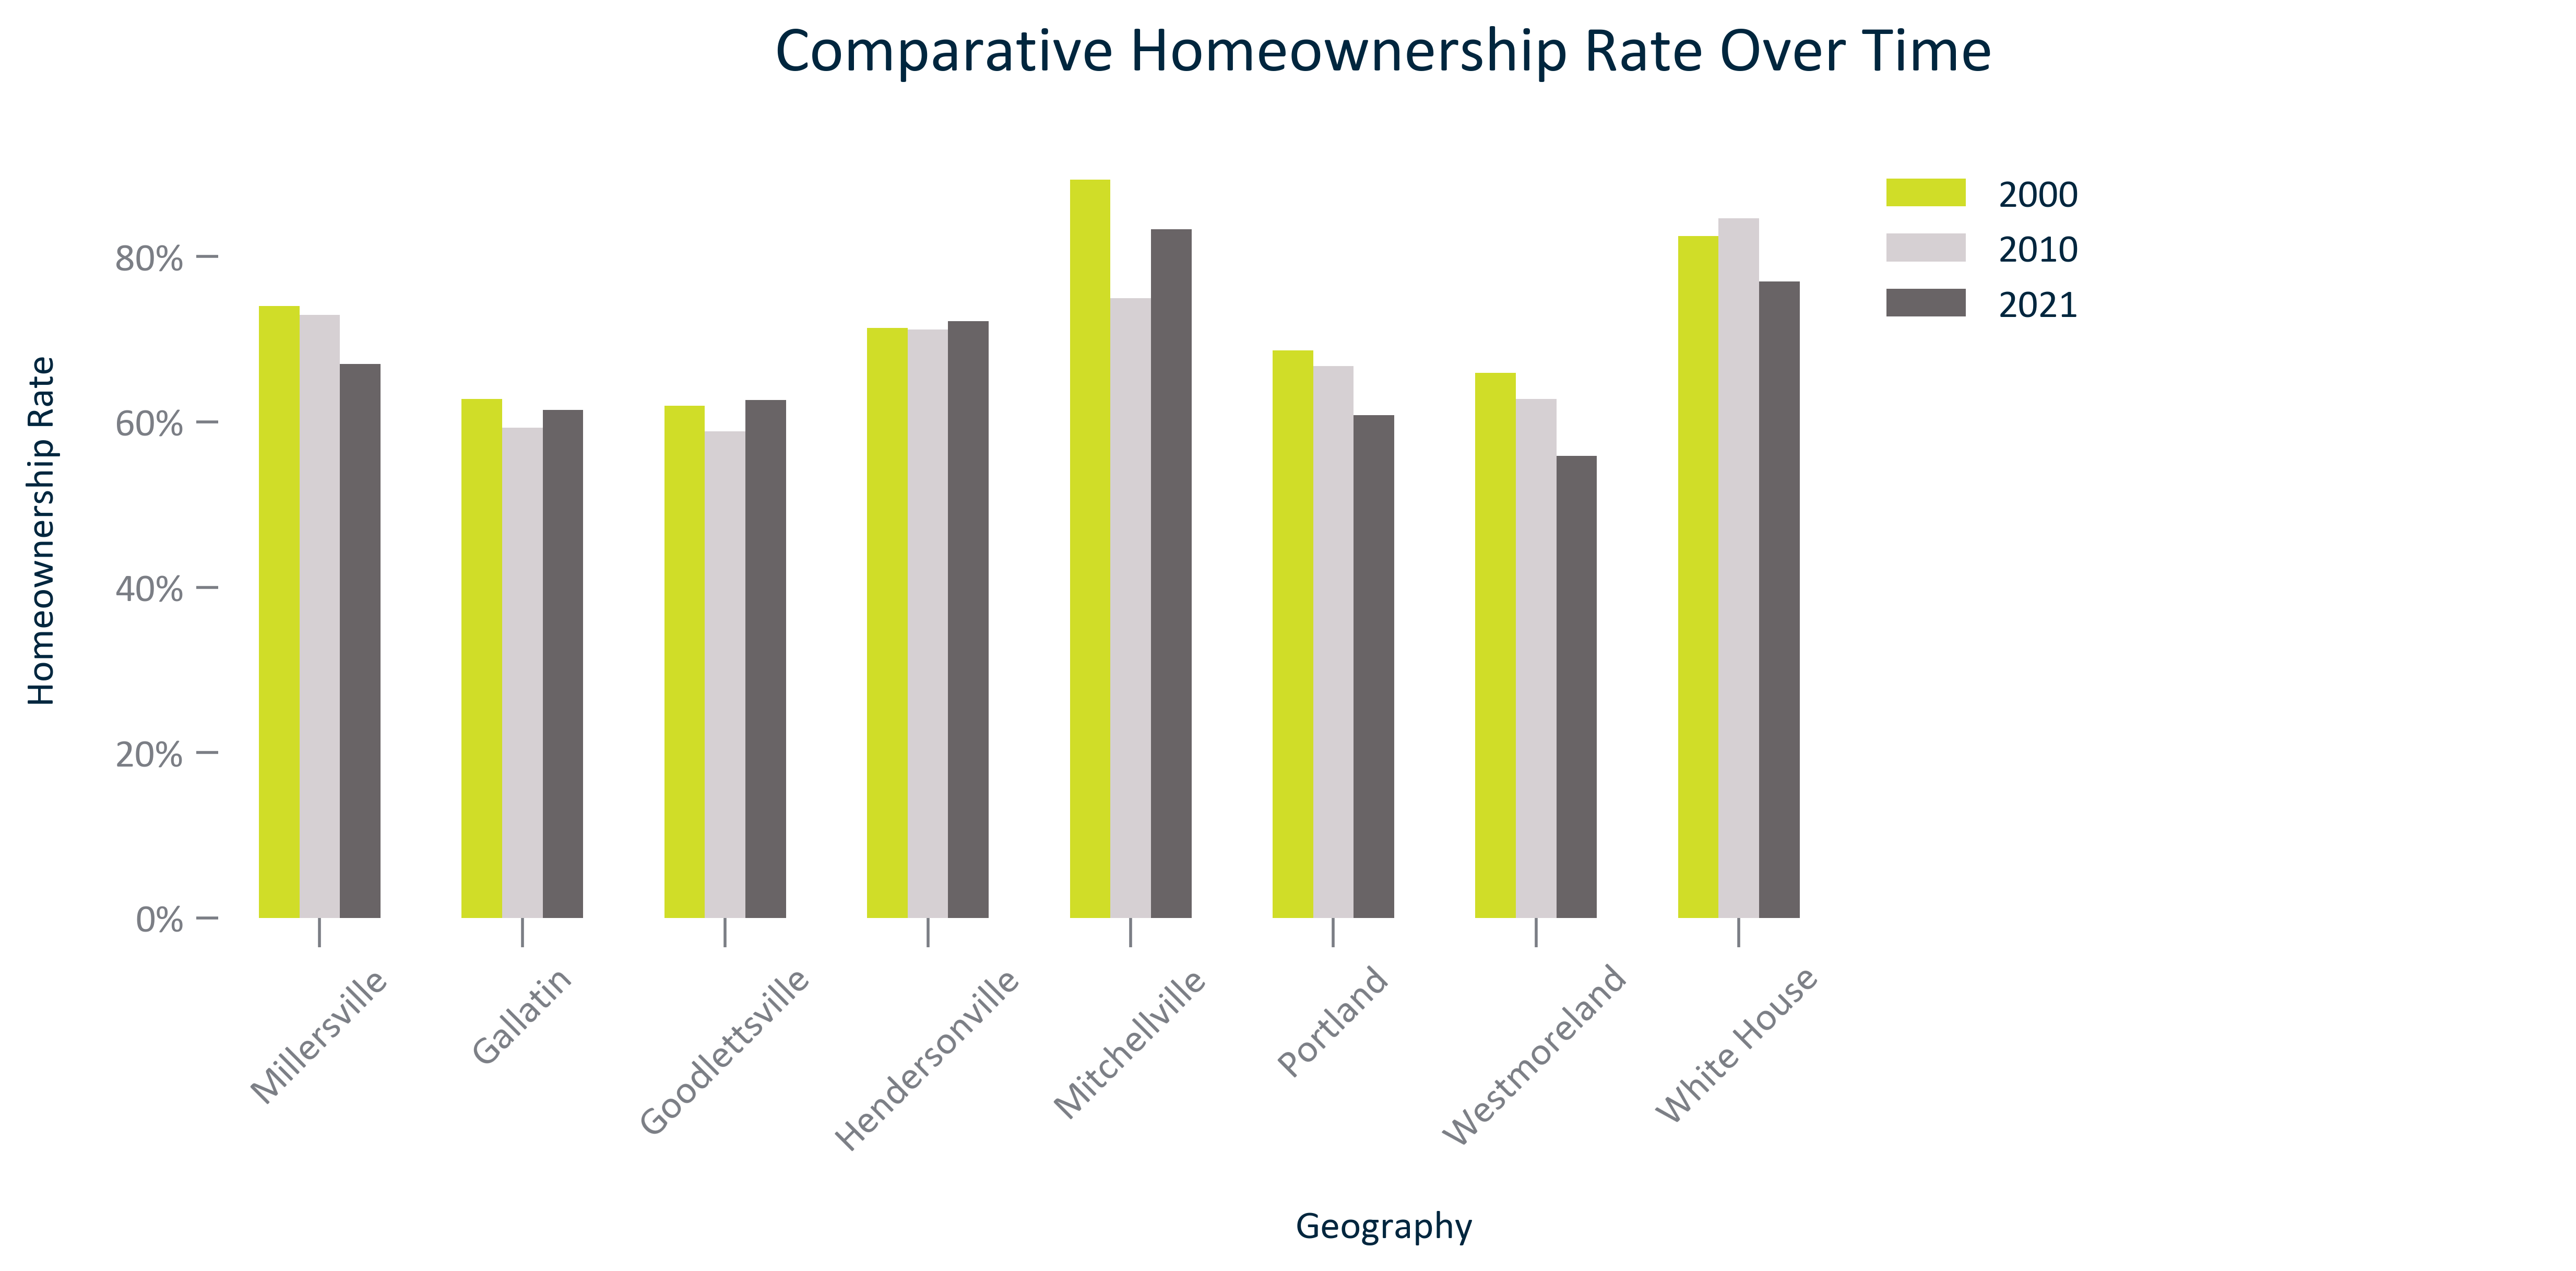 Comparative Homeownership Rate Over Time
2000
2010
2021
Homeownership Rate
80%
60%
40%
20%
0%
Millersville
Gallatin
Goodlettsville
Hendersonville
Mitchellville
Portland
Westmoreland
White House
Geography